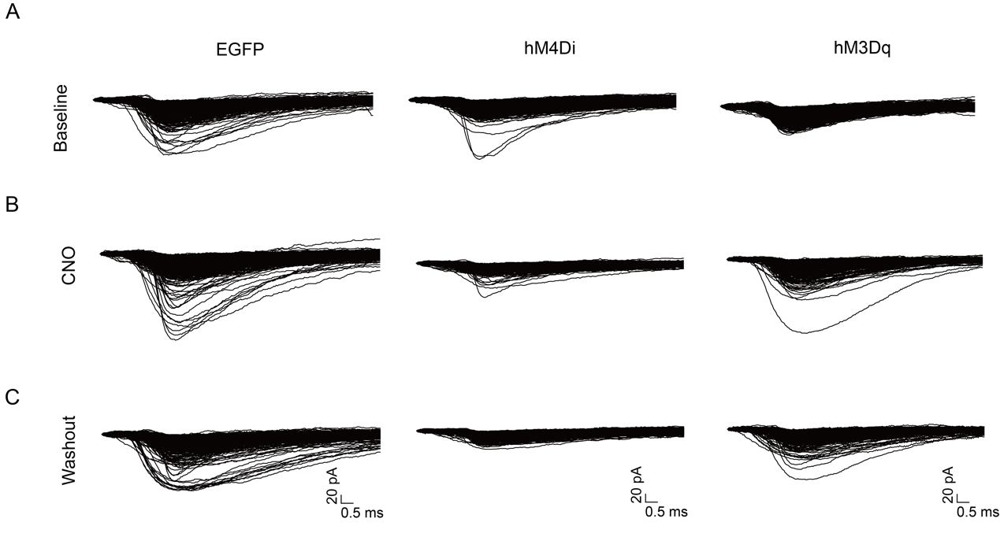 A
EGFP
hM4Di
hM3Dq
Baseline
B
CNO
C
Washout
20 pA
0.5 ms
20 pA
0.5 ms
20 pA
0.5 ms